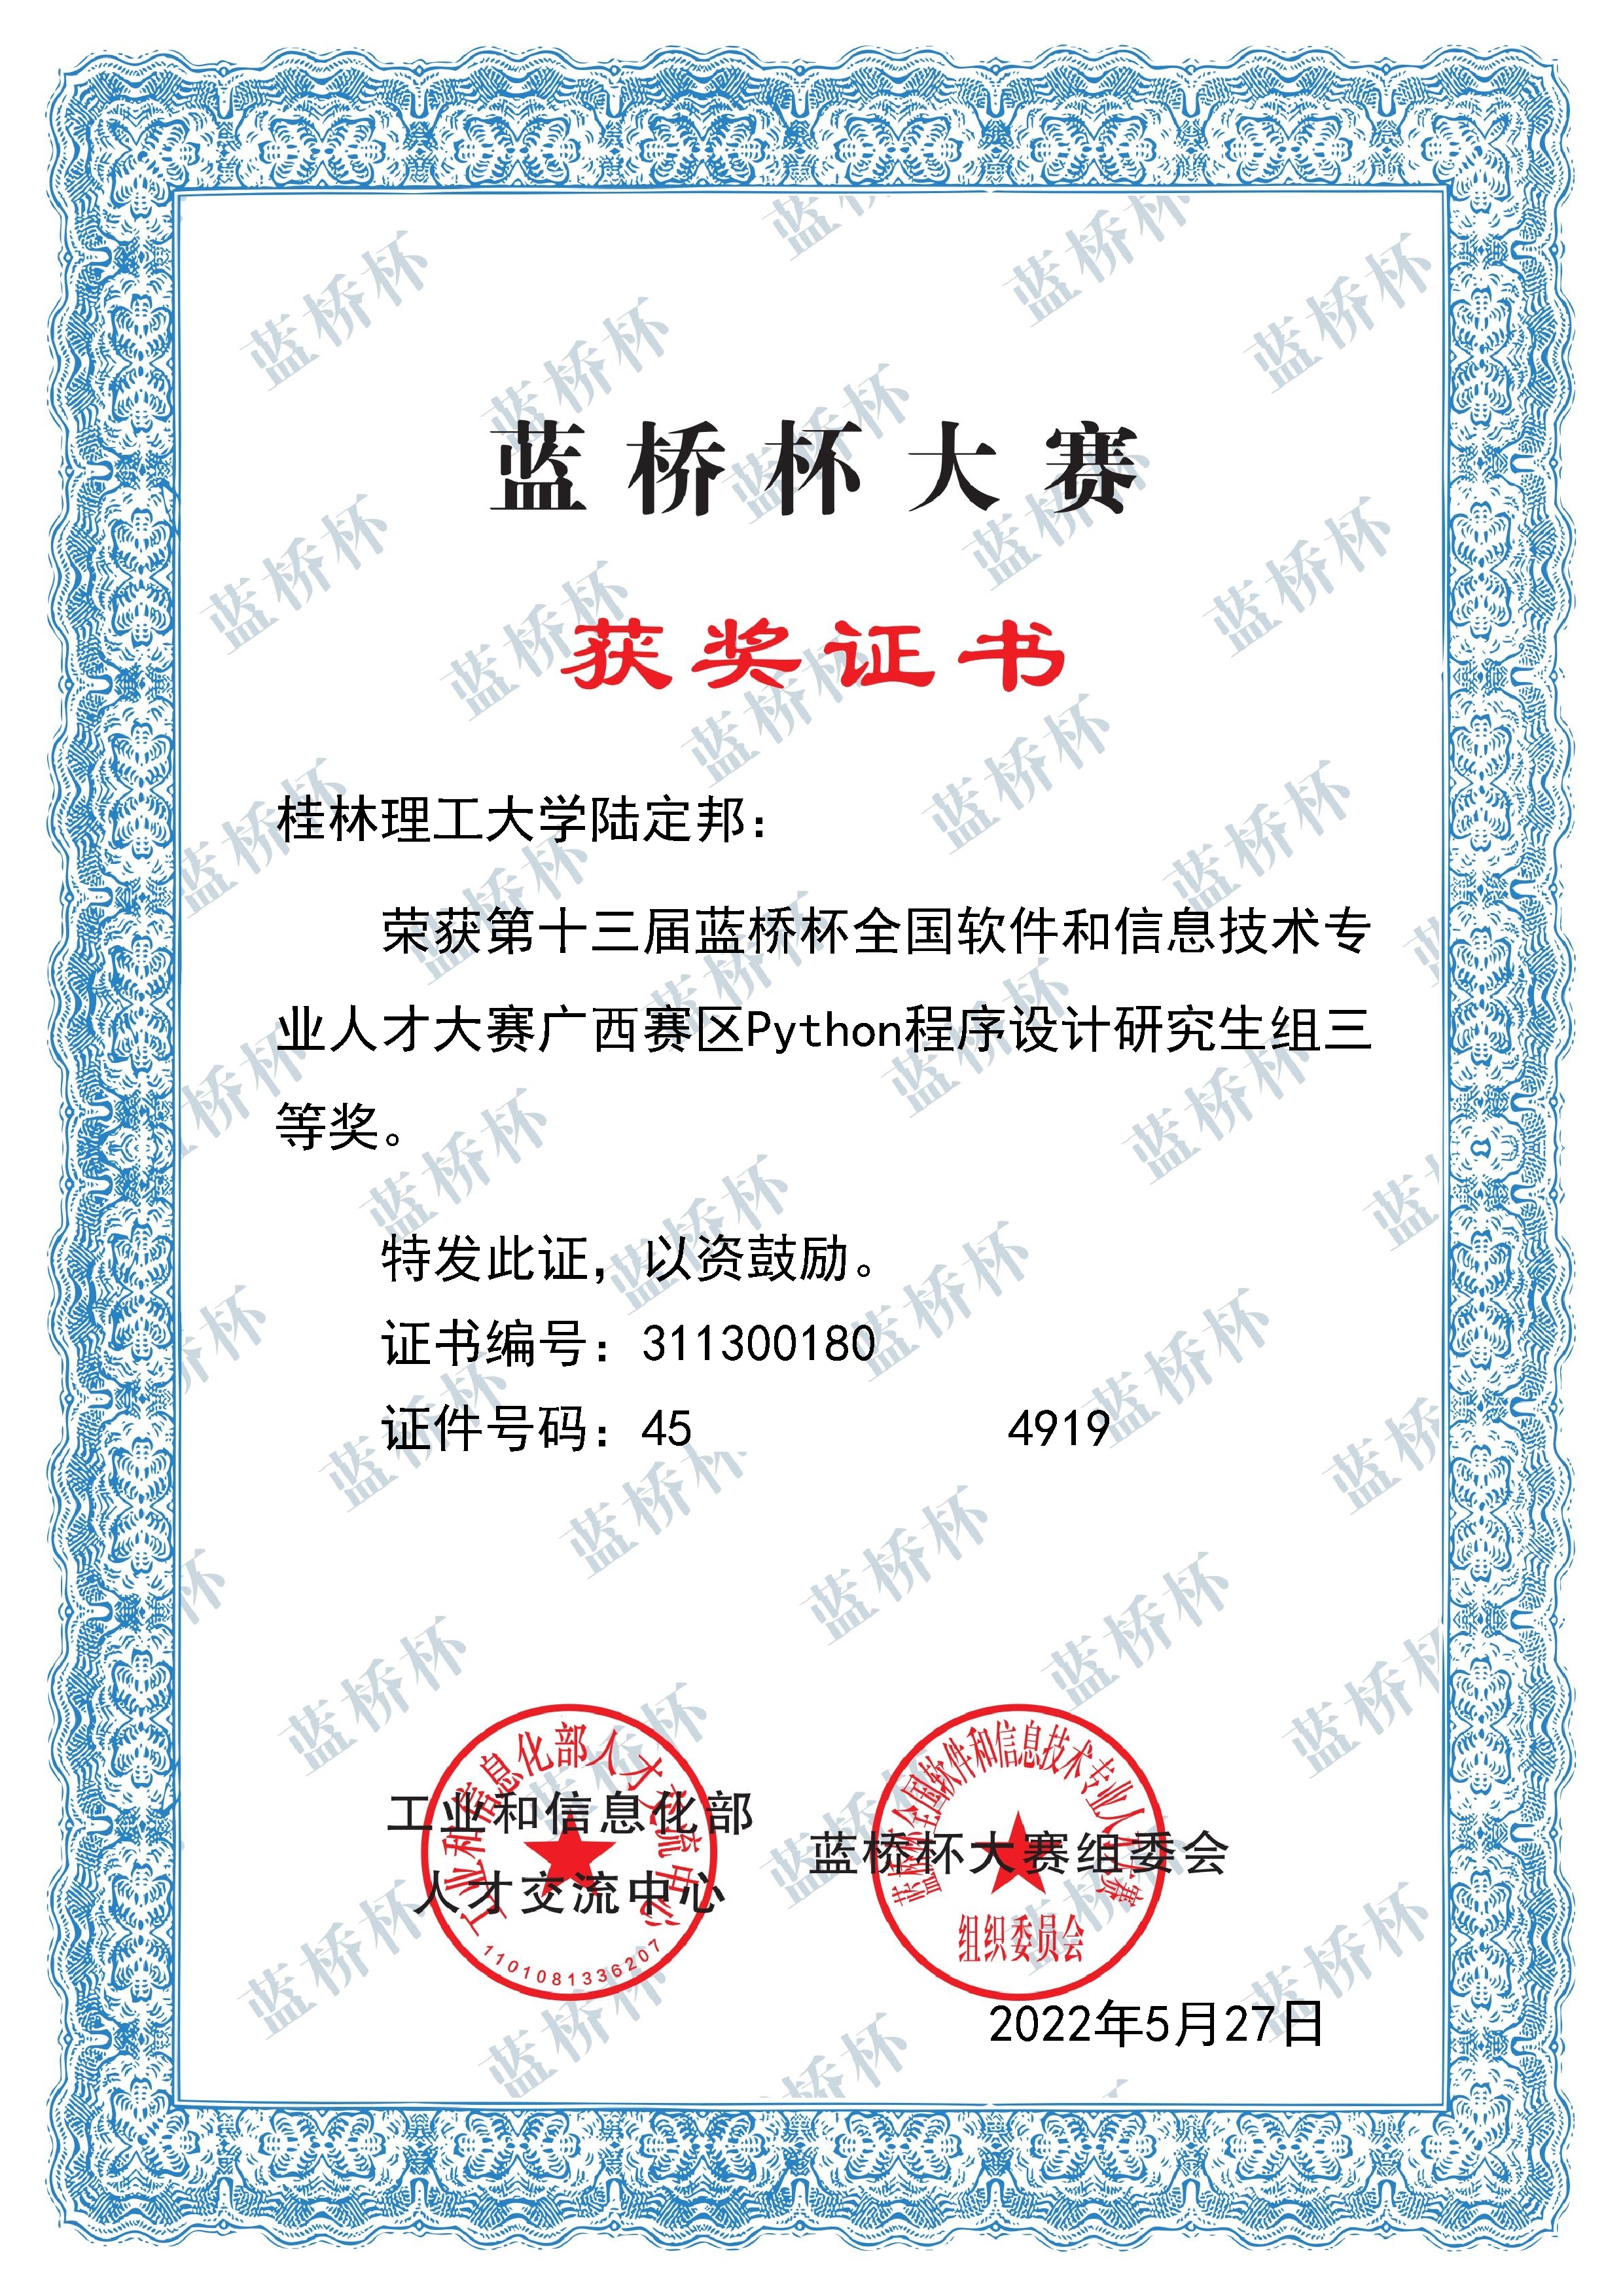 蓝桥杯大赛
获奖证书
桂林理工大学陆定邦：
荣获第十三届蓝桥杯全国软件和信息技术专
业人才大赛广西赛区Python程序设计研究生组三
等奖。
特发此证，以资鼓励。
证书编号：311300180
证件号码：45 4919
工业和信息化部
人才交流中心
工业和信息化部人才交流中心
1101081336207
蓝桥杯大赛组委会
蓝桥杯全国软件和信息技术专业人才大赛
组织委员会
2022年5月27日
蓝桥杯